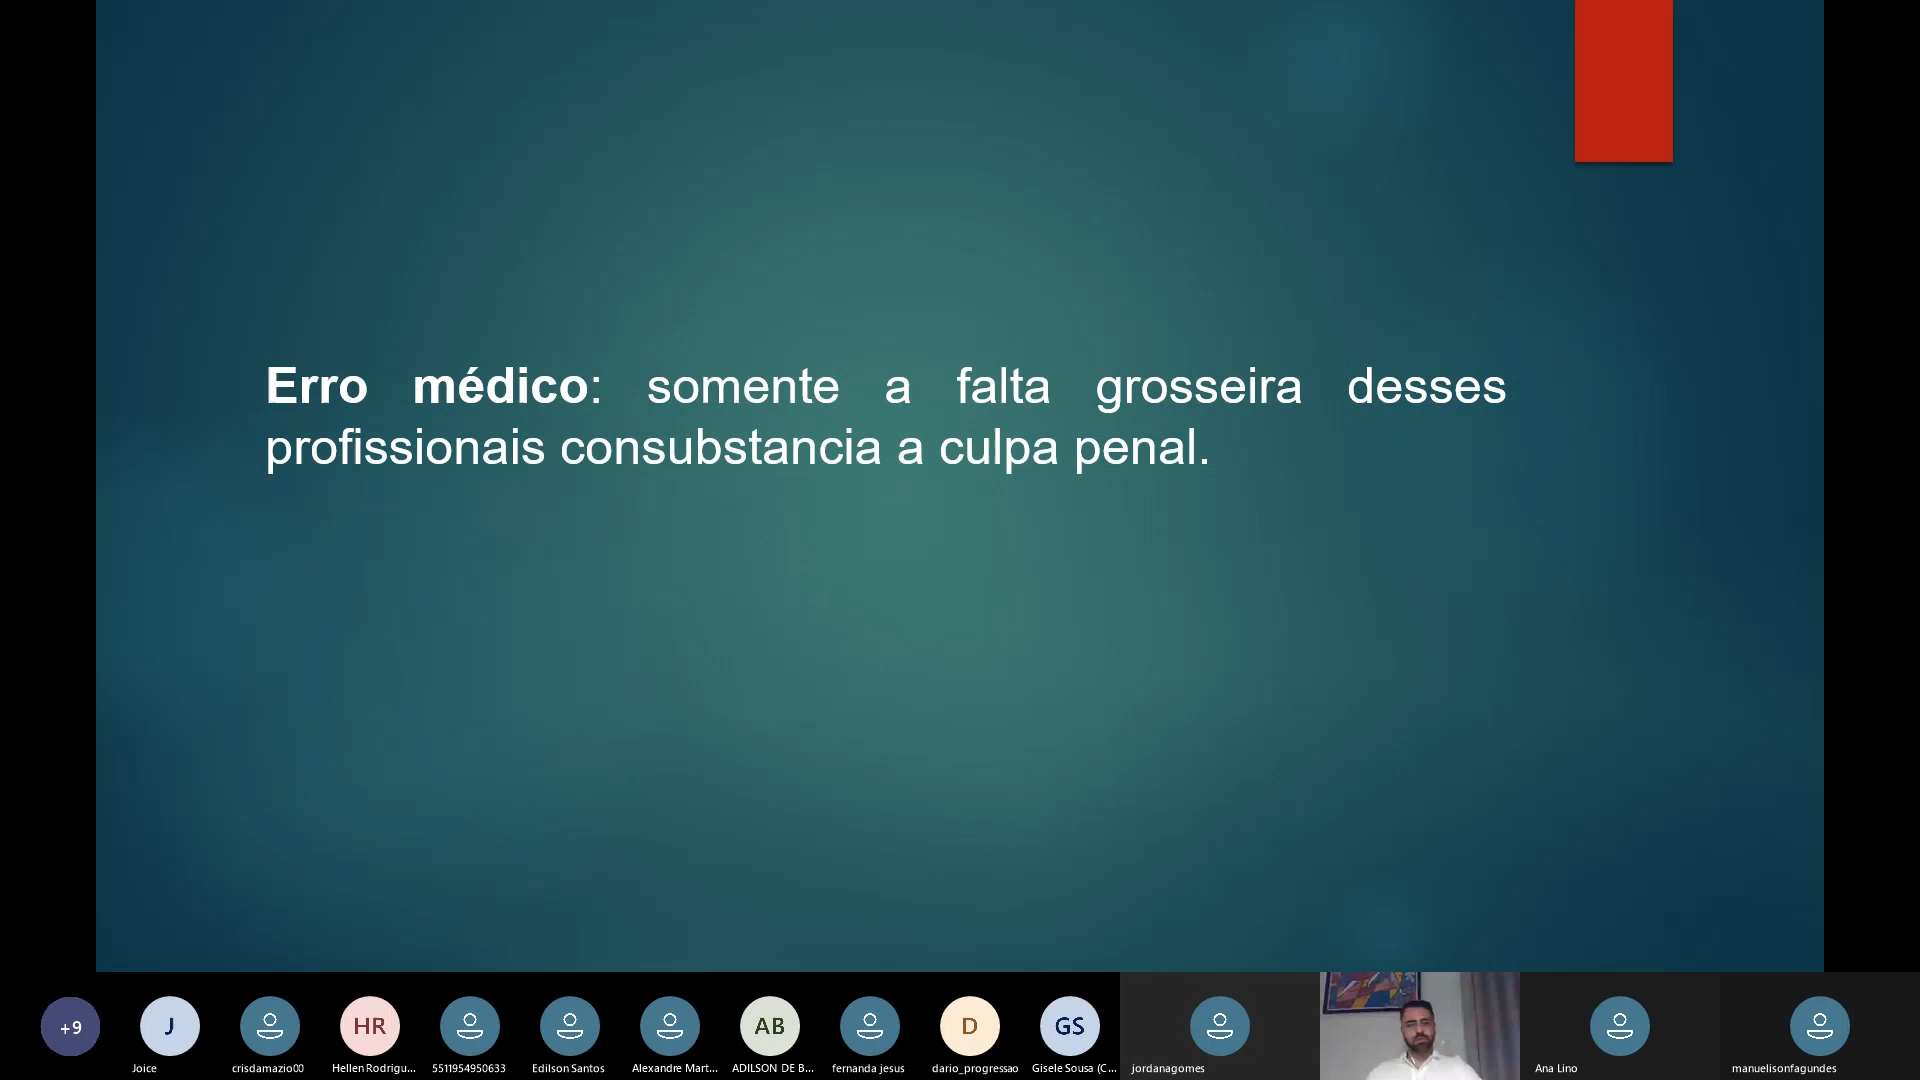 Erro médico: somente a falta grosseira desses
profissionais consubstancia a culpa penal.
+9
J
HR
AB
D
GS
Joice
crisdamazio00
Hellen Rodrigu...
5511954950633
Edilson Santos
Alexandre Mart...
ADILSON DE B...
fernanda jesus
dario_progressao
Gisele Sousa (C...
jordanagomes
Ana Lino
manuelisonfagundes